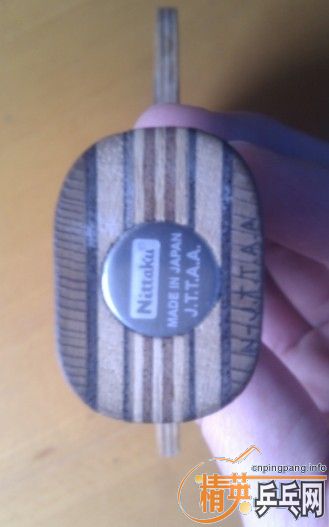 Nittaku
MADE IN JAPAN
J.T.T.A.A.
N-J.T.T.A.A
cnpingpang.info
精英乒乓网